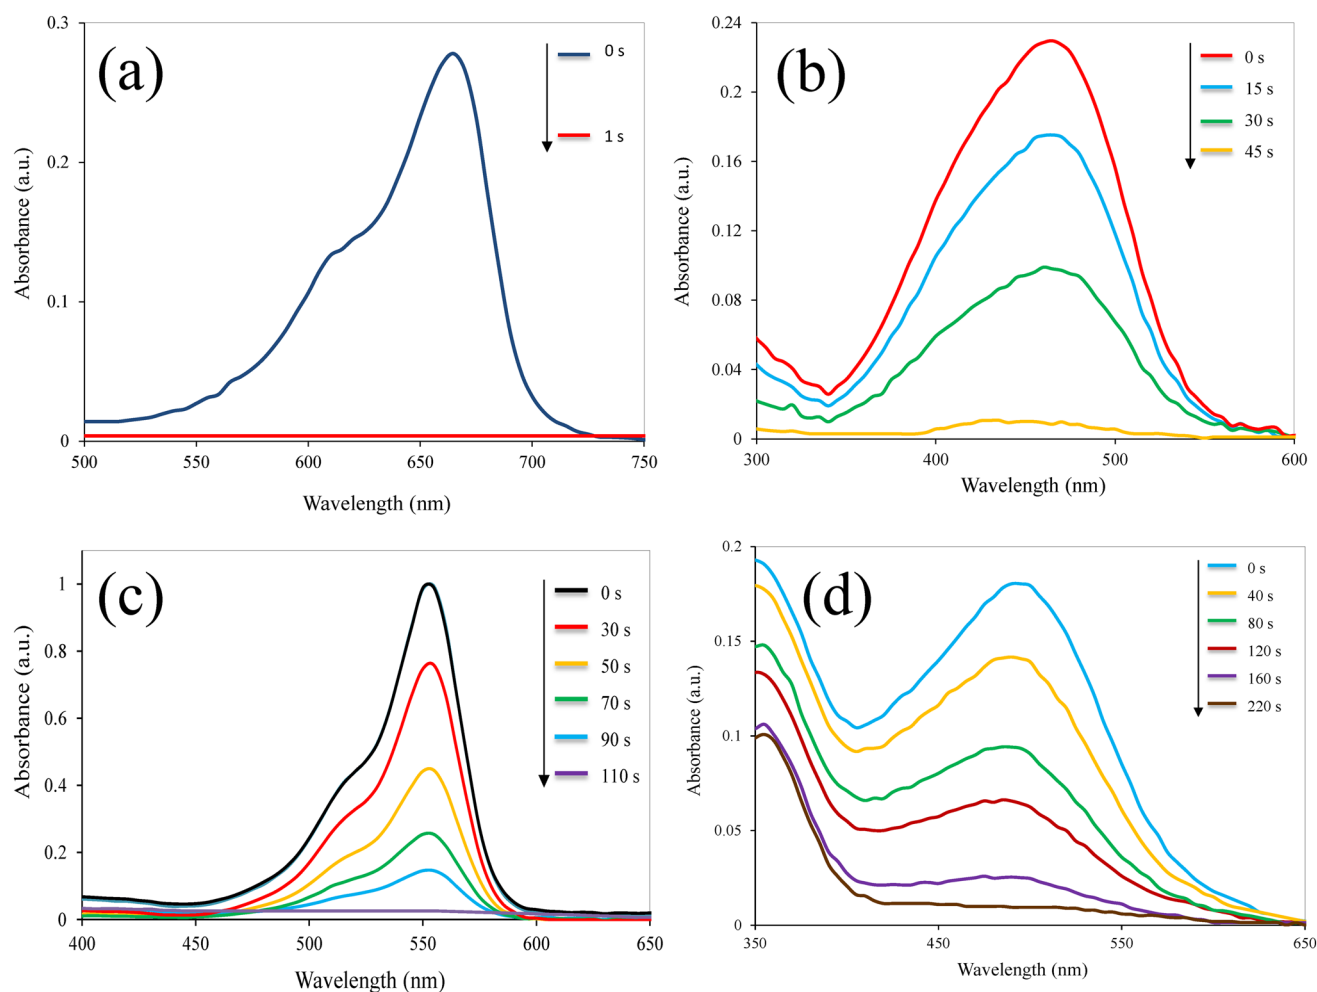 (a)
0.3
0.2
0.1
0
Absorbance (a.u.)
0 s
1 s
500
550
600
650
700
750
Wavelength (nm)
(b)
0.24
0.2
0.16
0.12
0.08
0.04
0
Absorbance (a.u.)
0 s
15 s
30 s
45 s
300
400
500
600
Wavelength (nm)
(c)
1
0.8
0.6
0.4
0.2
0
Absorbance (a.u.)
0 s
30 s
50 s
70 s
90 s
110 s
400
450
500
550
600
650
Wavelength (nm)
(d)
0.2
0.15
0.1
0.05
0
Absorbance (a.u.)
0 s
40 s
80 s
120 s
160 s
220 s
350
450
550
650
Wavelength (nm)